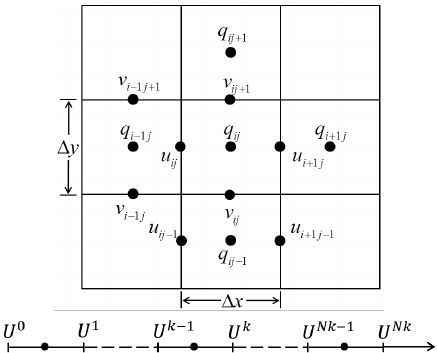 q_{ij+1}
v_{i-1j+1} v_{ij+1}
Δy q_{i-1j} u_{ij} q_{ij} u_{i+1j} q_{i+1j}
v_{i-1j} v_{ij}
u_{ij-1} q_{ij-1} u_{i+1j-1}
Δx
U^0 U^1 U^{k-1} U^k U^{Nk-1} U^{Nk}